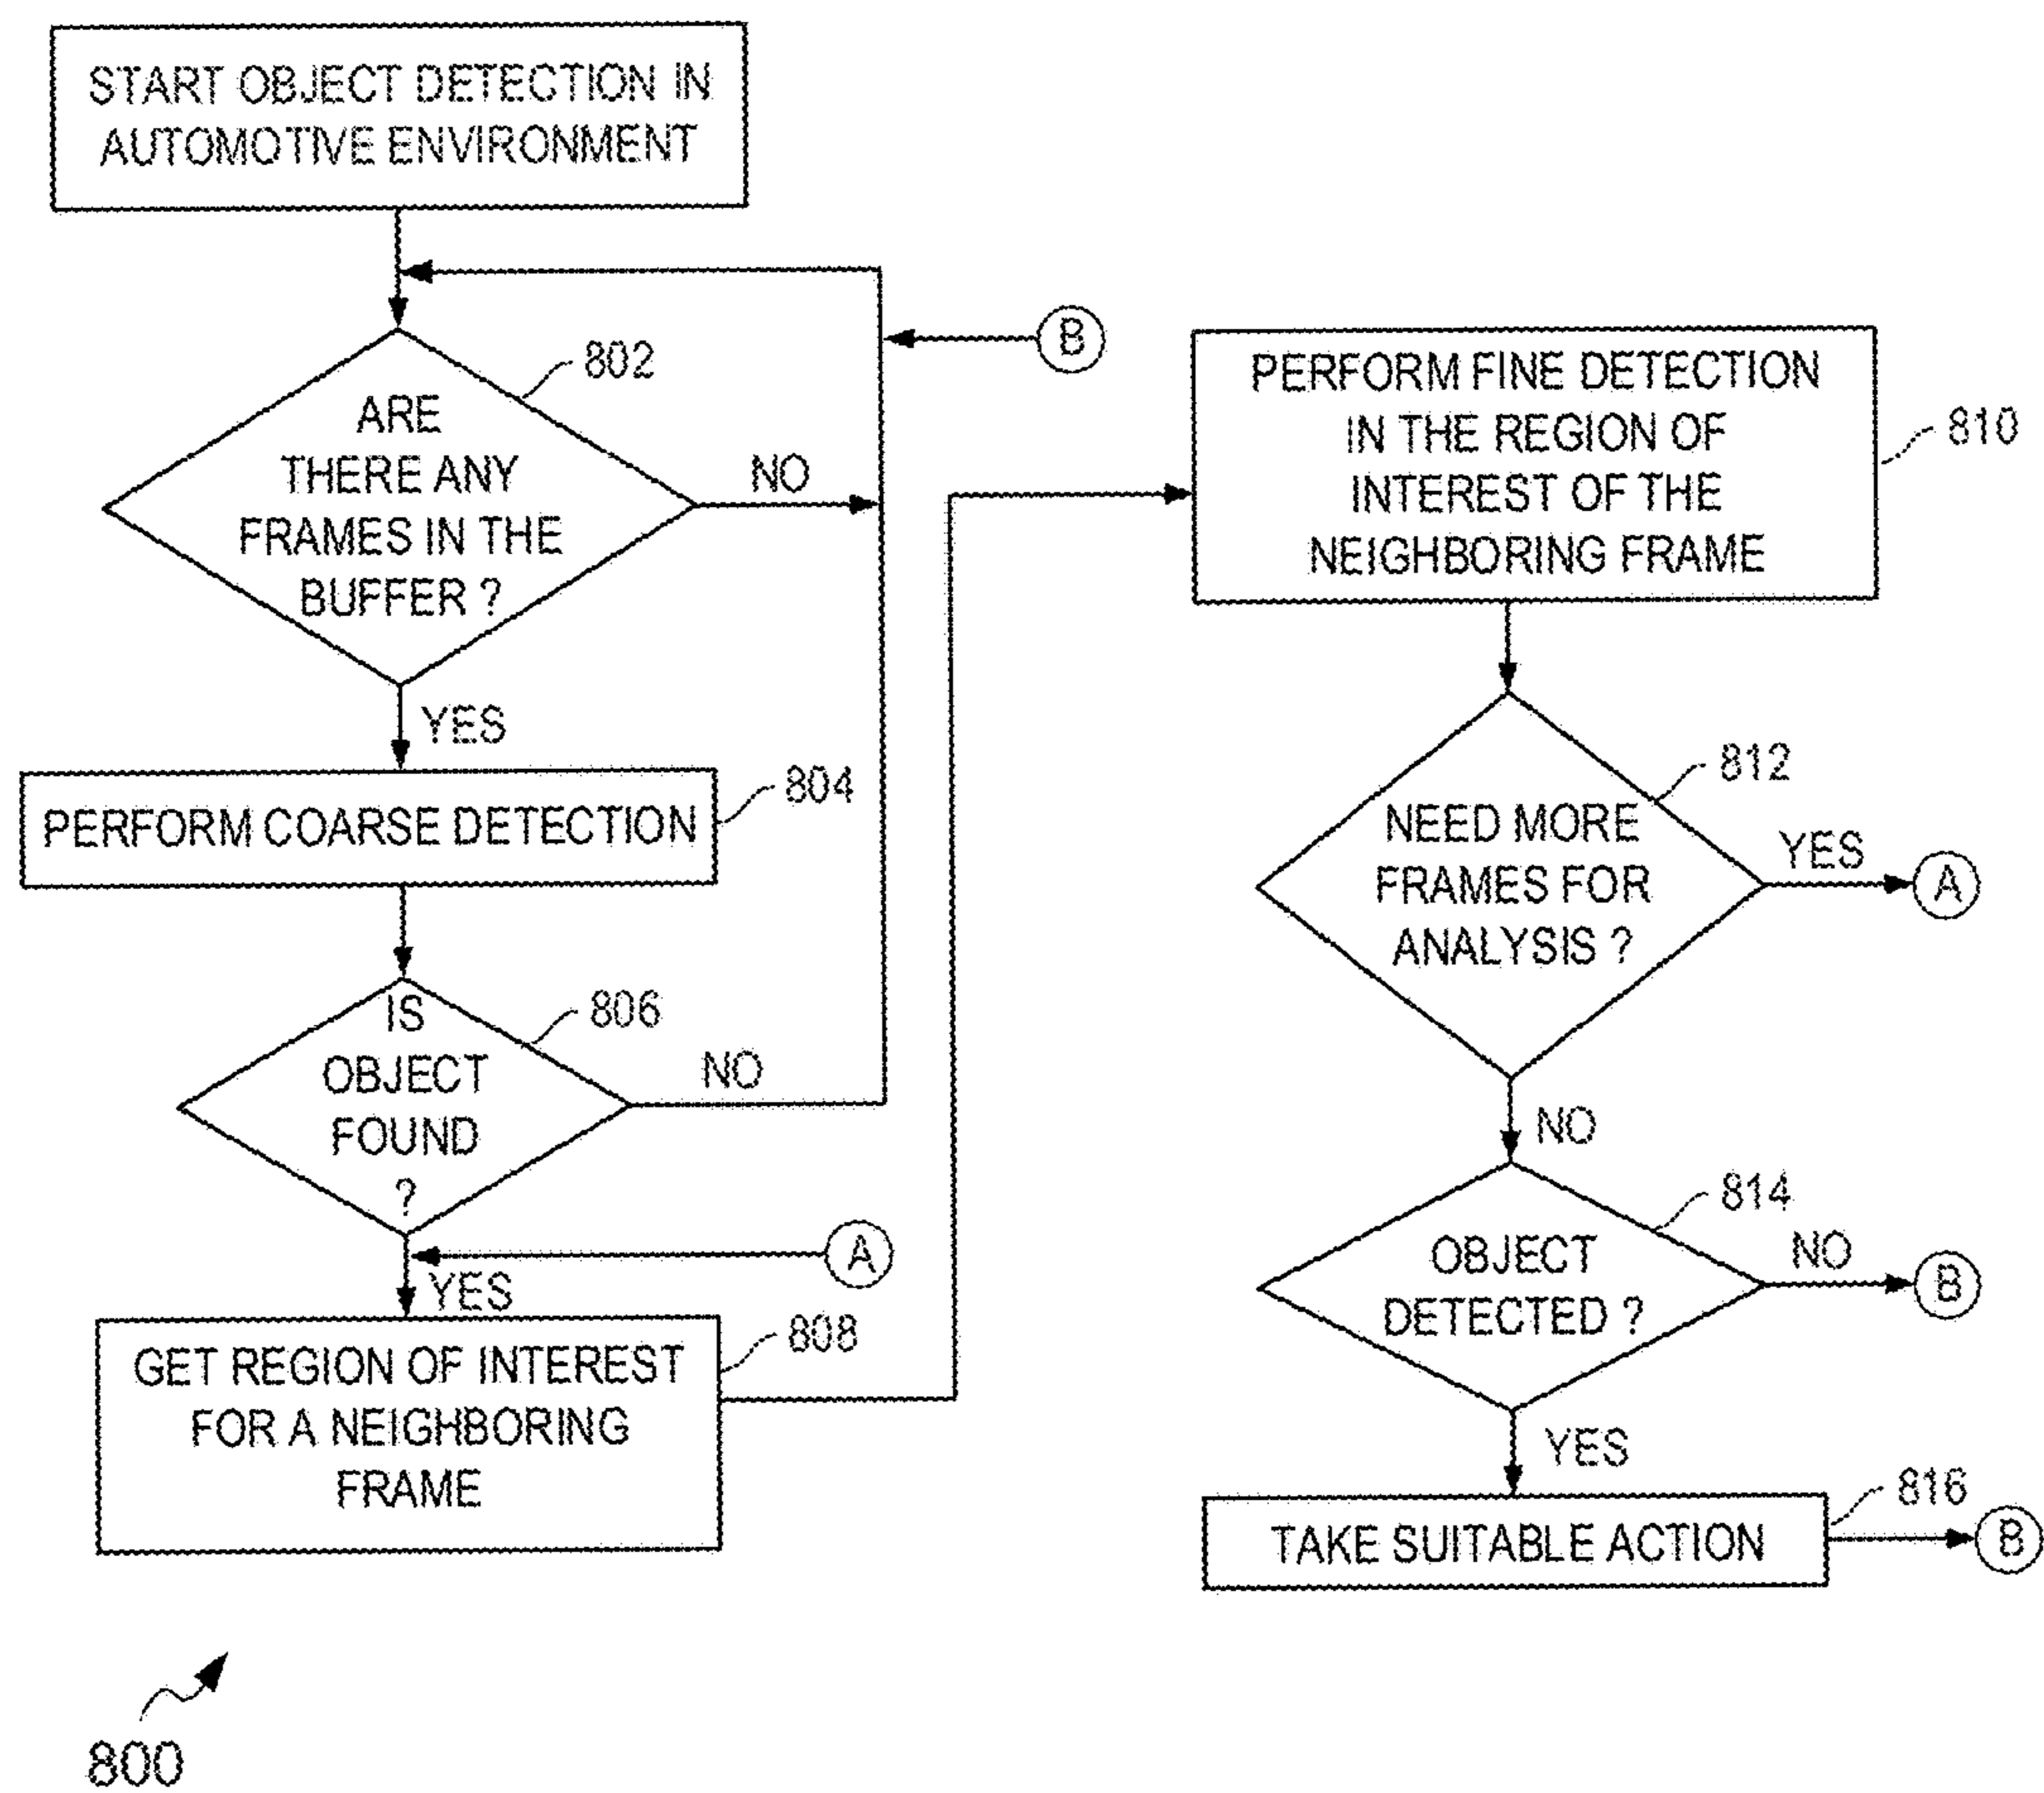 START OBJECT DETECTION IN
AUTOMOTIVE ENVIRONMENT
802
ARE
THERE ANY
FRAMES IN THE
BUFFER ?
NO
YES
804
PERFORM COARSE DETECTION
806
IS
OBJECT
FOUND
?
NO
A
YES
808
GET REGION OF INTEREST
FOR A NEIGHBORING
FRAME
B
PERFORM FINE DETECTION
IN THE REGION OF
INTEREST OF THE
NEIGHBORING FRAME
810
812
NEED MORE
FRAMES FOR
ANALYSIS ?
YES
A
NO
814
OBJECT
DETECTED ?
NO
B
YES
816
TAKE SUITABLE ACTION
B
800